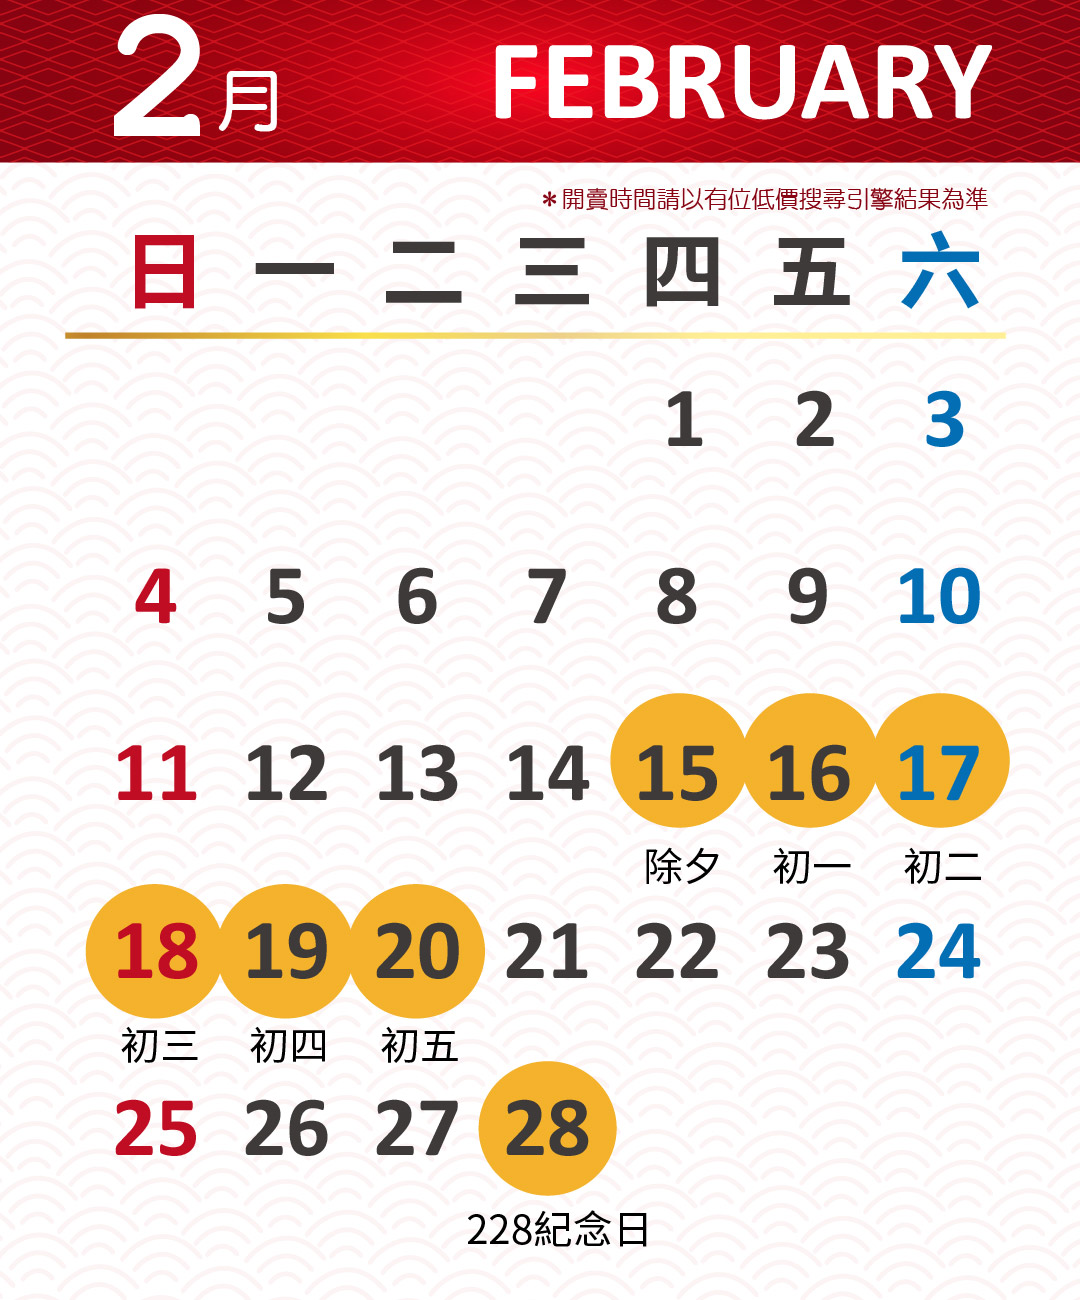 2月 FEBRUARY
*開賣時間請以有位低價搜尋引擎結果為準
日 一 二 三 四 五 六
1 2 3
4 5 6 7 8 9 10
11 12 13 14 15 16 17
除夕 初一 初二
18 19 20 21 22 23 24
初三 初四 初五
25 26 27 28
228紀念日